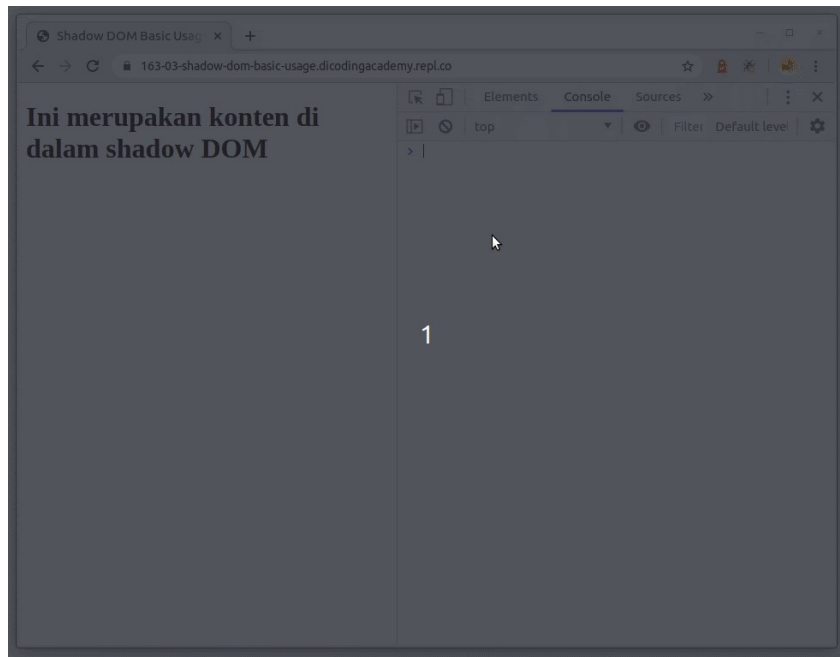 Shadow DOM Basic Usag
163-03-shadow-dom-basic-usage.dicodingacademy.repl.co
Ini merupakan konten di
dalam shadow DOM
Elements Console Sources »
top Filter Default level
1